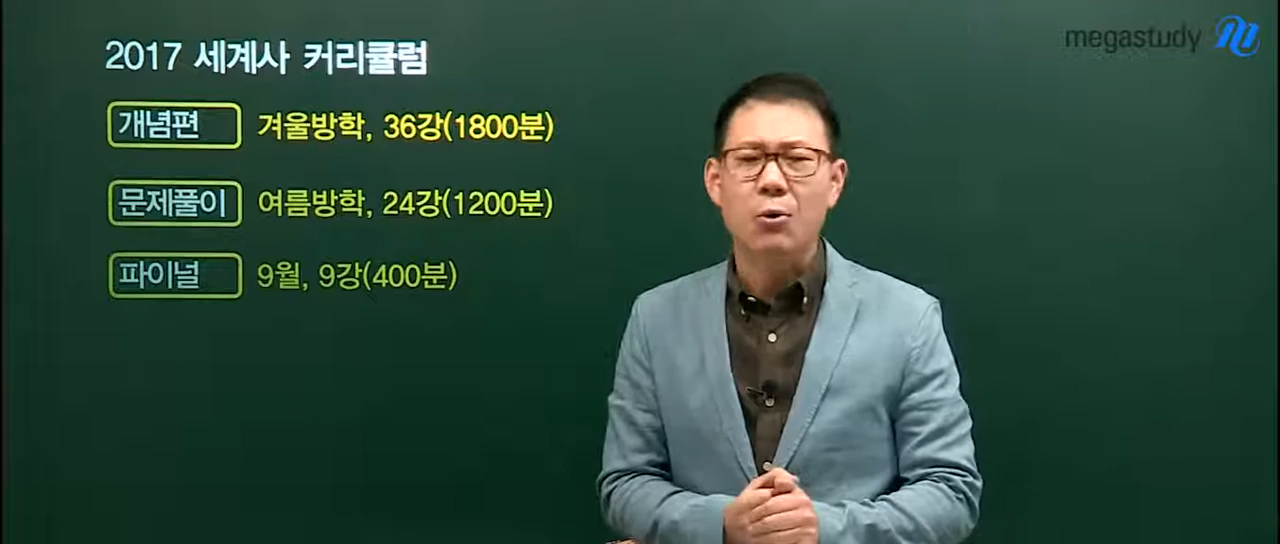 megastudy
2017 세계사 커리큘럼
개념편 겨울방학, 36강(1800분)
문제풀이 여름방학, 24강(1200분)
파이널 9월, 9강(400분)